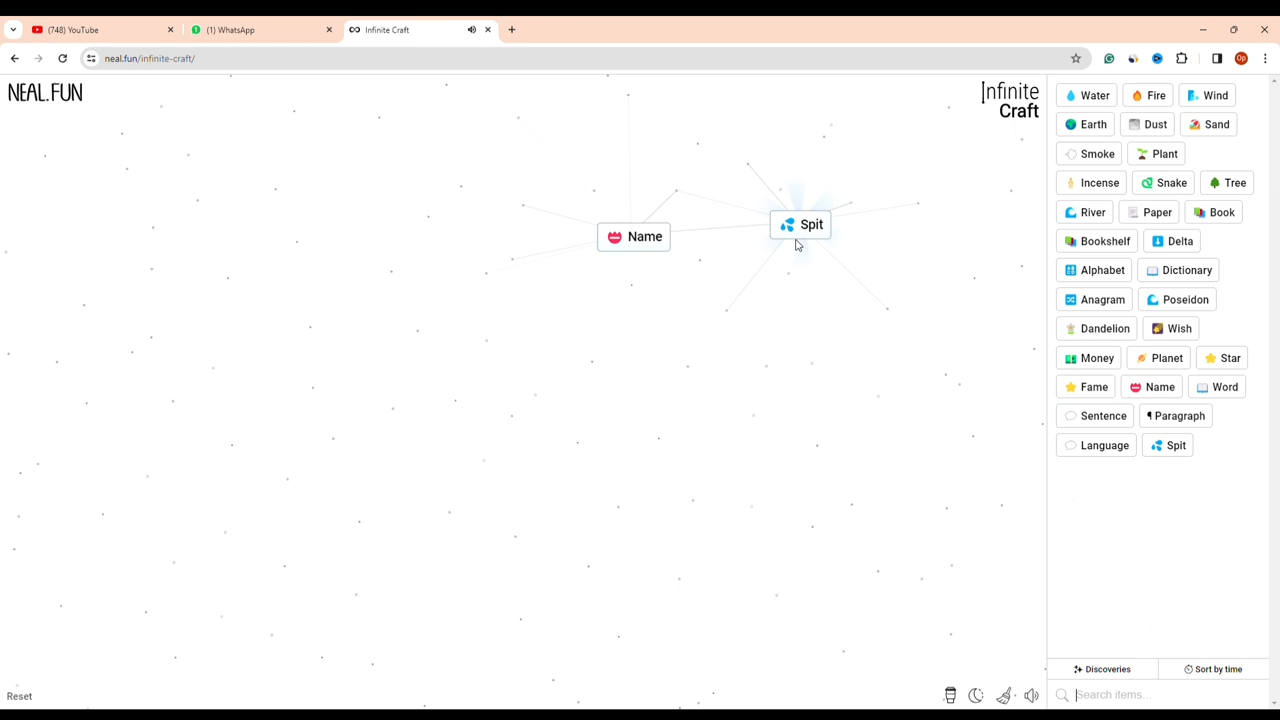 (748) YouTube
(1) WhatsApp
Infinite Craft
neal.fun/infinite-craft/
Op
NEAL.FUN
Infinite
Craft
Name
Spit
Water Fire Wind
Earth Dust Sand
Smoke Plant
Incense Snake Tree
River Paper Book
Bookshelf Delta
Alphabet Dictionary
Anagram Poseidon
Dandelion Wish
Money Planet Star
Fame Name Word
Sentence ¶ Paragraph
Language Spit
Discoveries Sort by time
Reset
Search items...